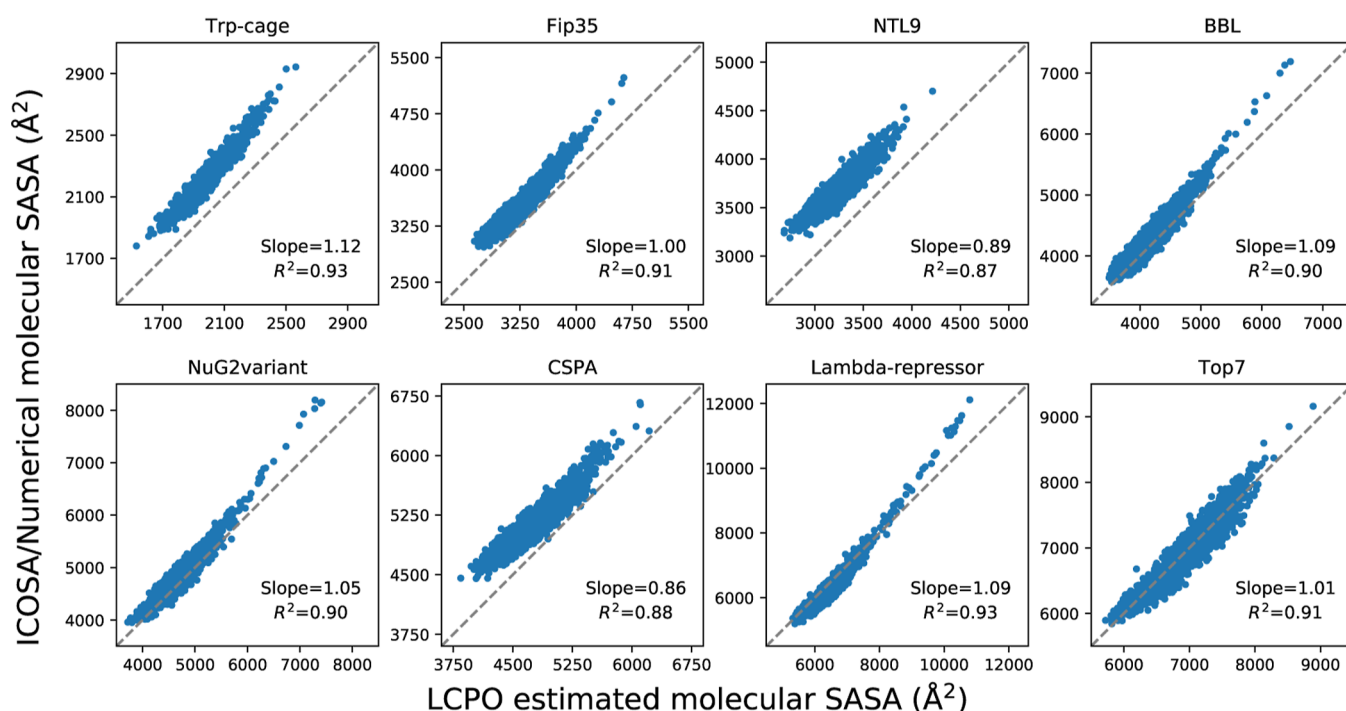 ICOSA/Numerical molecular SASA (Å²)
Trp-cage
2900
2500
2100
1700
1700 2100 2500 2900
Slope=1.12
R²=0.93
Fip35
5500
4750
4000
3250
2500
2500 3250 4000 4750 5500
Slope=1.00
R²=0.91
NTL9
5000
4500
4000
3500
3000
3000 3500 4000 4500 5000
Slope=0.89
R²=0.87
BBL
7000
6000
5000
4000
4000 5000 6000 7000
Slope=1.09
R²=0.90
NuG2variant
8000
7000
6000
5000
4000
4000 5000 6000 7000 8000
Slope=1.05
R²=0.90
CSPA
6750
6000
5250
4500
3750
3750 4500 5250 6000 6750
Slope=0.86
R²=0.88
Lambda-repressor
12000
10000
8000
6000
6000 8000 10000 12000
Slope=1.09
R²=0.93
Top7
9000
8000
7000
6000
6000 7000 8000 9000
Slope=1.01
R²=0.91
LCPO estimated molecular SASA (Å²)